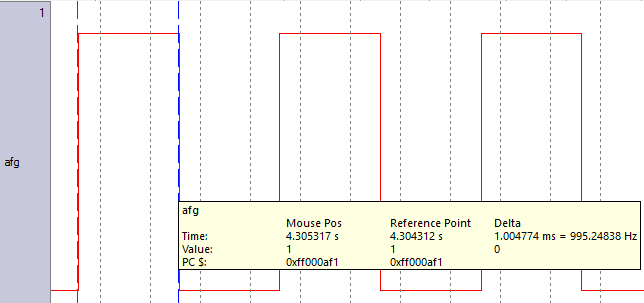 1
afg
afg
Mouse Pos Reference Point Delta
Time: 4.305317 s 4.304312 s 1.004774 ms = 995.24838 Hz
Value: 1 1 0
PC $: 0xff000af1 0xff000af1